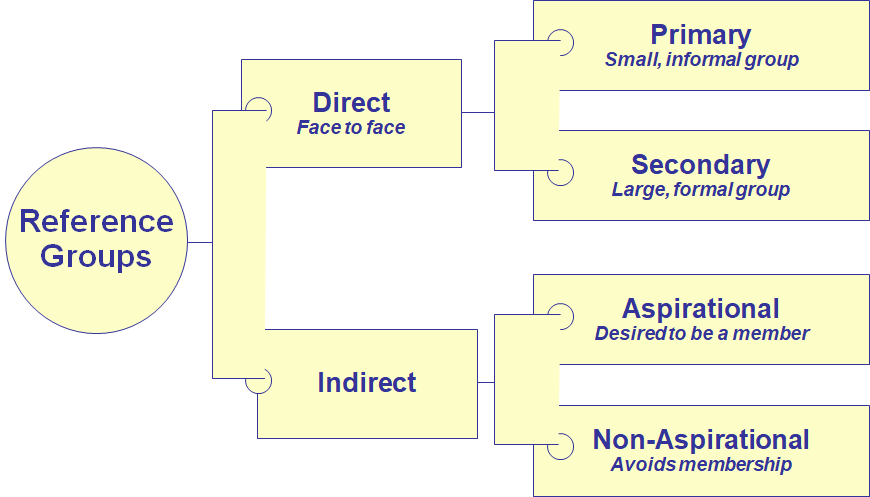 Reference
Groups
Direct
Face to face
Indirect
Primary
Small, informal group
Secondary
Large, formal group
Aspirational
Desired to be a member
Non-Aspirational
Avoids membership